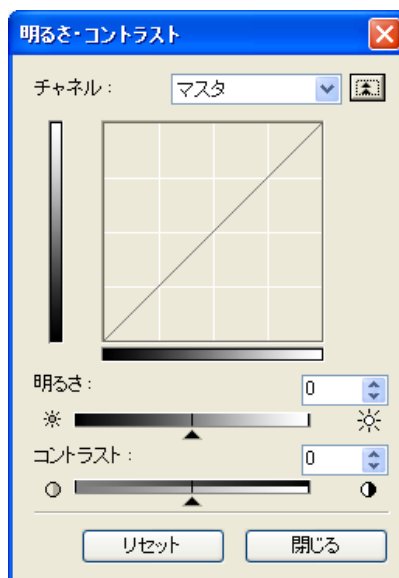 明るさ・コントラスト
チャネル： マスタ
明るさ： 0
コントラスト： 0
リセット 閉じる